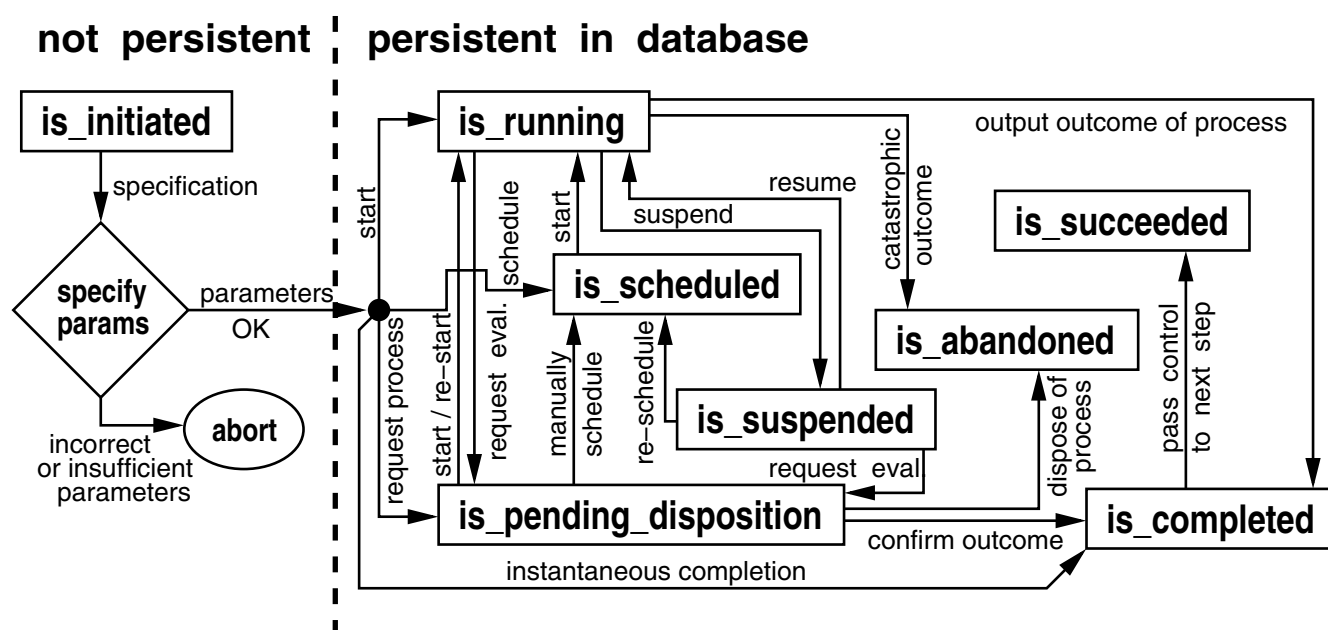 not persistent
persistent in database
is_initiated
specification
specify
params
parameters
OK
incorrect
or insufficient
parameters
abort
start
is_running
output outcome of process
catastrophic
outcome
resume
suspend
schedule
start
is_succeeded
is_scheduled
is_abandoned
request process
start / re-start
request eval.
manually
schedule
re-schedule
is_suspended
request eval.
dispose of
process
pass control
to next step
is_pending_disposition
confirm outcome
is_completed
instantaneous completion